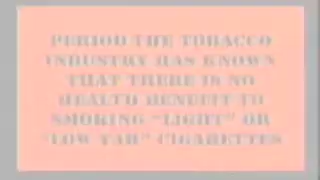 PERIOD THE TOBACCO
INDUSTRY HAS KNOWN
THAT THERE IS NO
HEALTH BENEFIT TO
SMOKING "LIGHT" OR
"LOW TAR" CIGARETTES